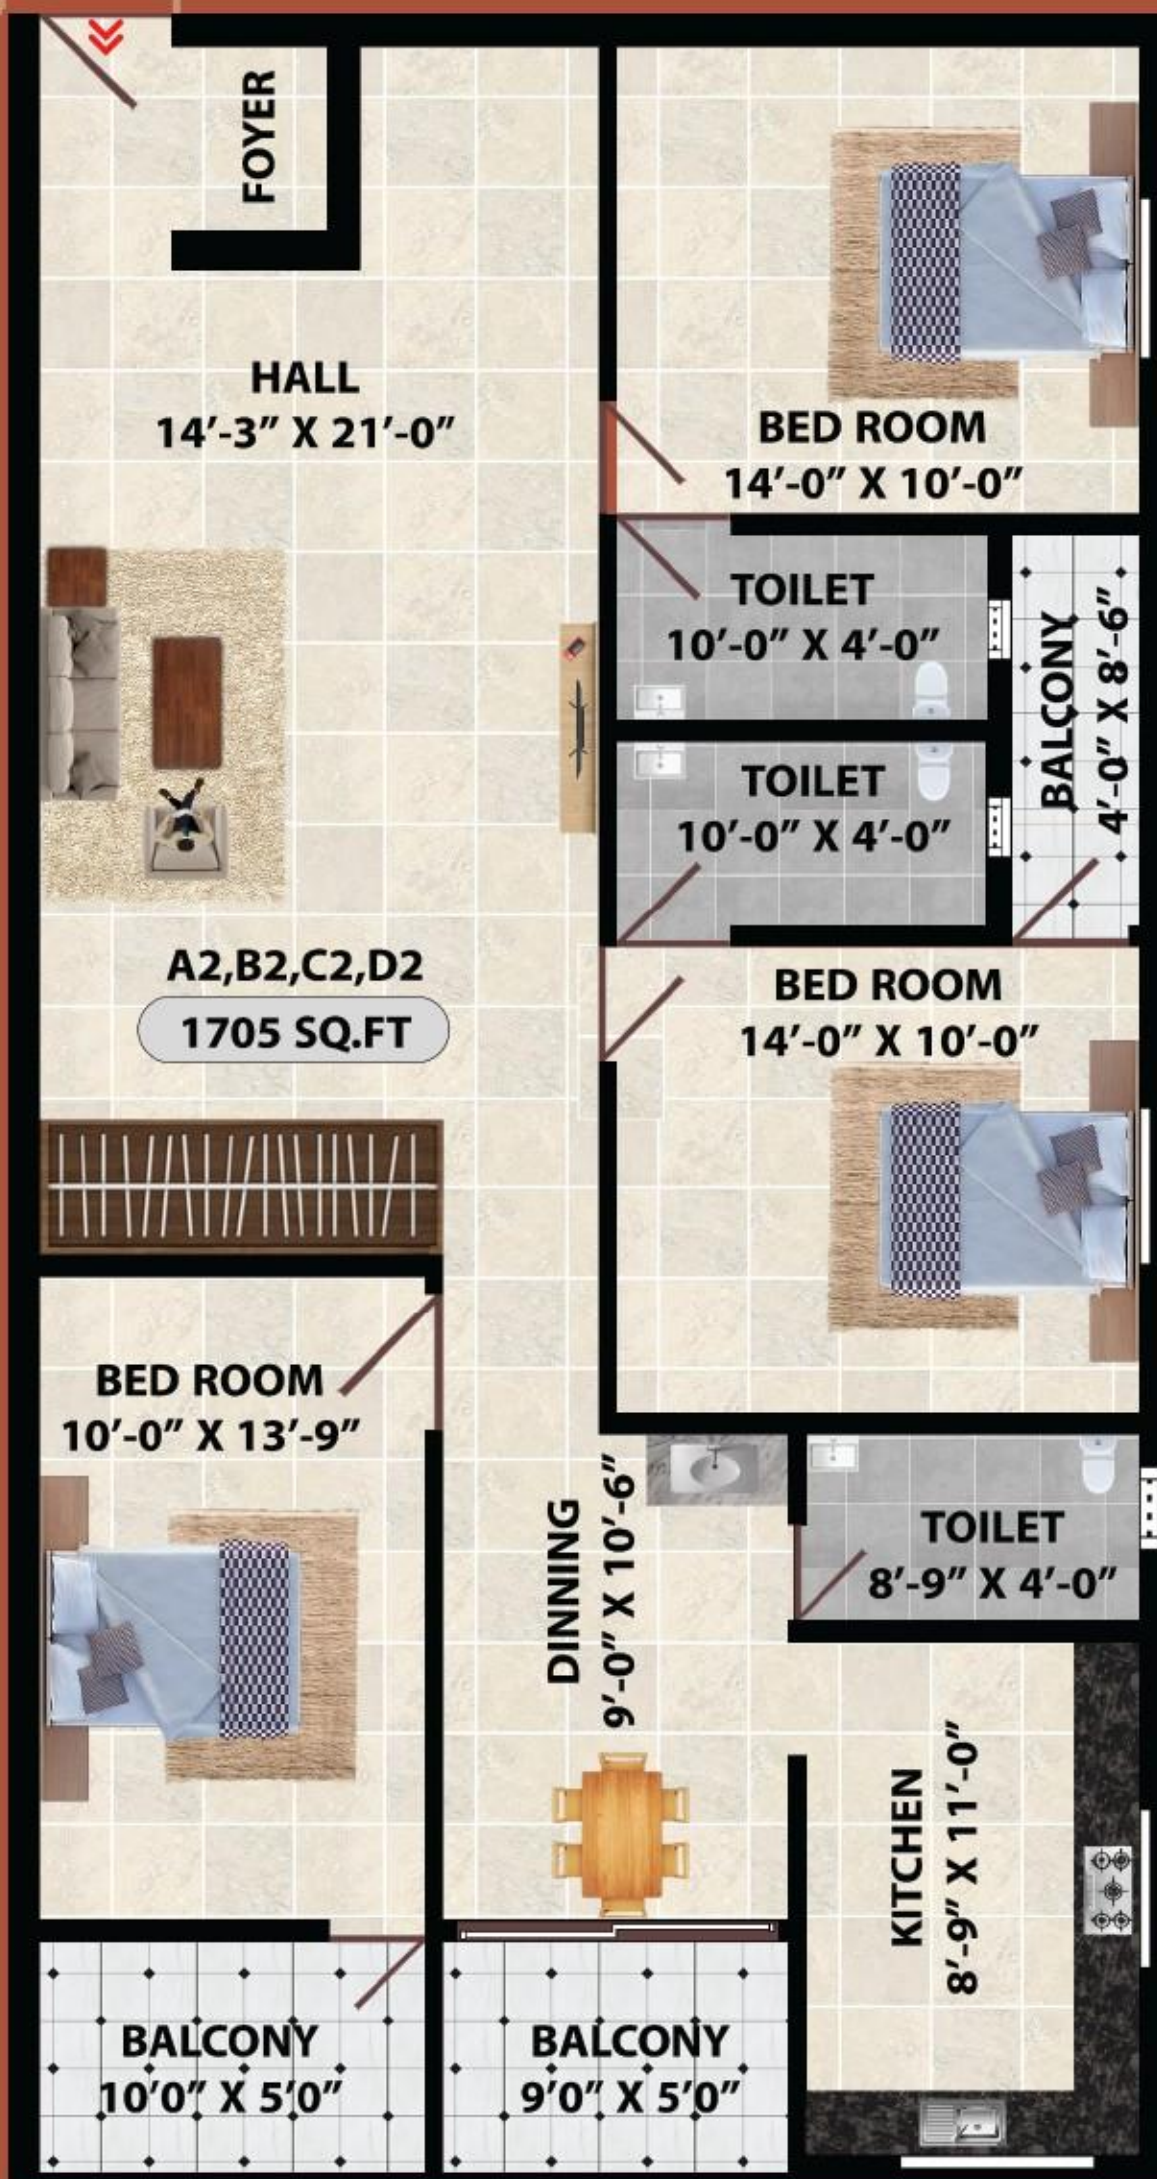 FOYER
HALL
14'-3" X 21'-0"
BED ROOM
14'-0" X 10'-0"
TOILET
10'-0" X 4'-0"
BALCONY
4'-0" X 8'-6"
TOILET
10'-0" X 4'-0"
A2,B2,C2,D2
1705 SQ.FT
BED ROOM
14'-0" X 10'-0"
BED ROOM
10'-0" X 13'-9"
DINNING
9'-0" X 10'-6"
TOILET
8'-9" X 4'-0"
KITCHEN
8'-9" X 11'-0"
BALCONY
10'0" X 5'0"
BALCONY
9'0" X 5'0"